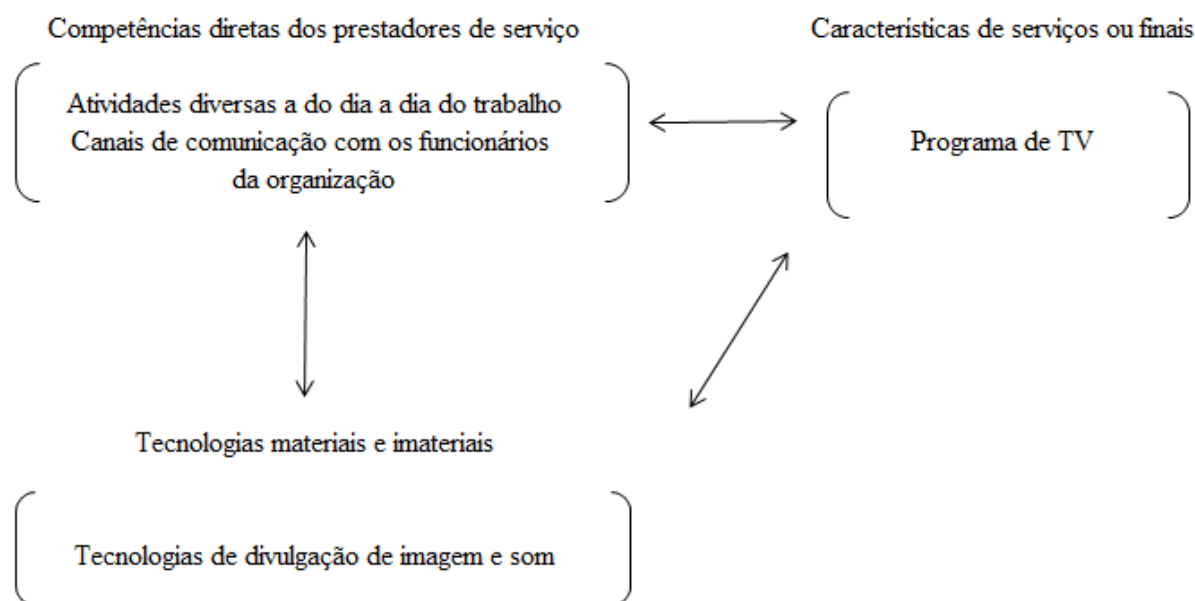 Competências diretas dos prestadores de serviço
Características de serviços ou finais
Atividades diversas a do dia a dia do trabalho
Canais de comunicação com os funcionários
da organização
Programa de TV
Tecnologias materiais e imateriais
Tecnologias de divulgação de imagem e som